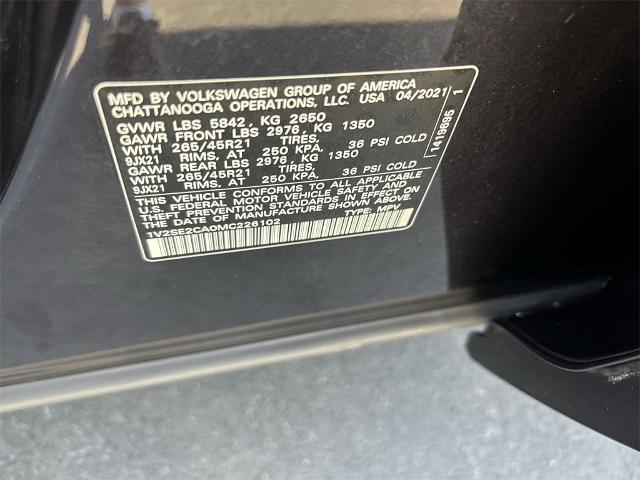 MFD BY VOLKSWAGEN GROUP OF AMERICA
CHATTANOOGA OPERATIONS, LLC. USA 04/2021 1
GVWR LBS 5842, KG 2650
GAWR FRONT LBS 2976, KG 1350
WITH 265/45R21 TIRES,
9JX21 RIMS, AT 250 KPA, 36 PSI COLD
GAWR REAR LBS 2976, KG 1350
WITH 265/45R21 TIRES,
9JX21 RIMS, AT 250 KPA, 36 PSI COLD
THIS VEHICLE CONFORMS TO ALL APPLICABLE
U.S. FEDERAL MOTOR VEHICLE SAFETY AND
THEFT PREVENTION STANDARDS IN EFFECT ON
THE DATE OF MANUFACTURE SHOWN ABOVE
TYPE: MPV
1V2SE2CA0MC226102
1419695